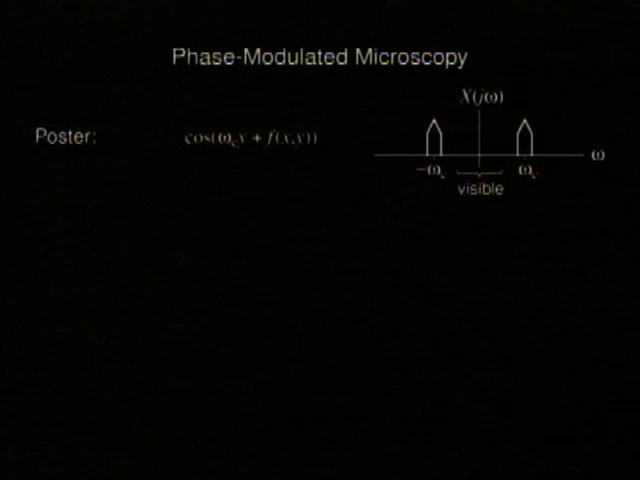 Phase-Modulated Microscopy
X(jω)
Poster: cos(ω_c x + f(x,y))
ω
−ω_c ω_c
visible